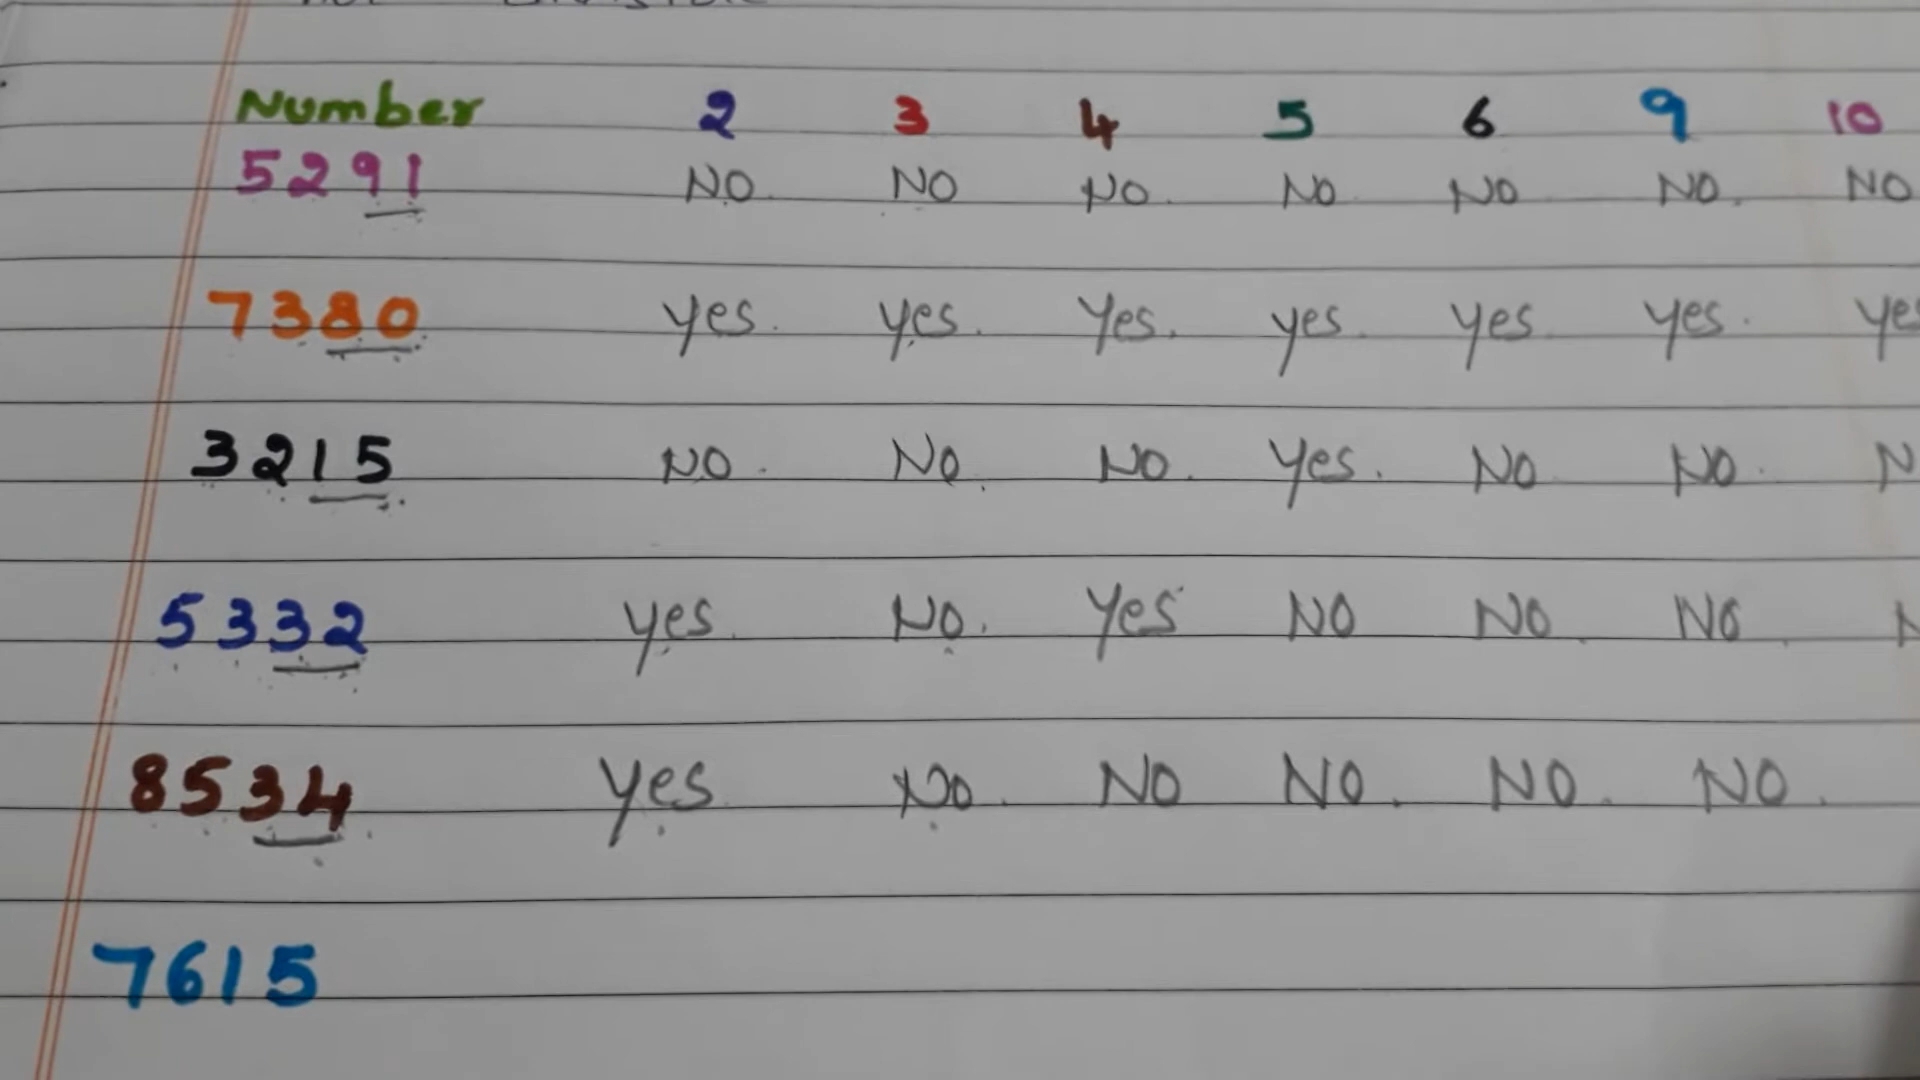 Number 2 3 4 5 6 9 10
5291 NO NO NO NO NO NO NO
7380 yes. yes. yes. yes. yes yes. ye
3215 NO. No. No. yes. No No. N
5332 yes. No. Yes NO No. No
8534 yes No. NO NO. NO. NO.
7615